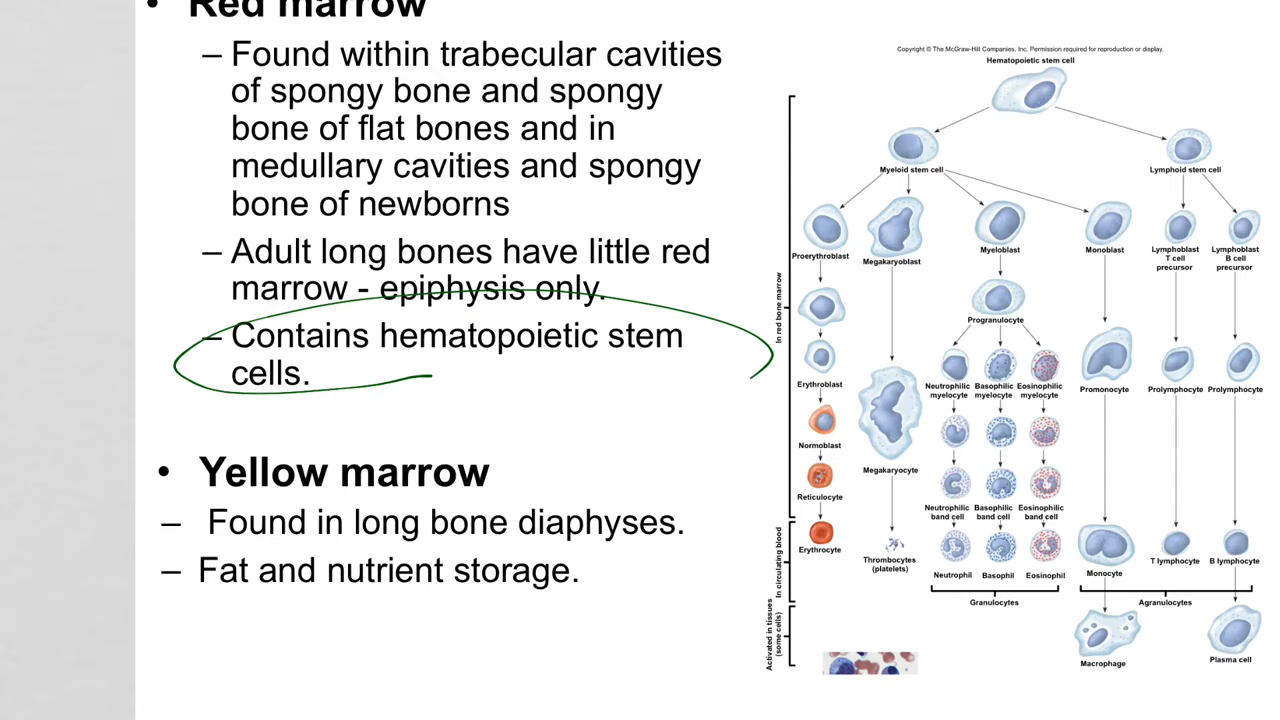 • Red marrow
– Found within trabecular cavities
of spongy bone and spongy
bone of flat bones and in
medullary cavities and spongy
bone of newborns
– Adult long bones have little red
marrow - epiphysis only.
– Contains hematopoietic stem
cells.
• Yellow marrow
– Found in long bone diaphyses.
– Fat and nutrient storage.
Copyright © The McGraw-Hill Companies, Inc. Permission required for reproduction or display.
Hematopoietic stem cell
Myeloid stem cell
Lymphoid stem cell
Proerythroblast
Megakaryoblast
Myeloblast
Monoblast
Lymphoblast
T cell
precursor
Lymphoblast
B cell
precursor
In red bone marrow
Progranulocyte
Erythroblast
Neutrophilic
myelocyte
Basophilic
myelocyte
Eosinophilic
myelocyte
Promonocyte
Prolymphocyte
Prolymphocyte
Normoblast
Megakaryocyte
Reticulocyte
Neutrophilic
band cell
Basophilic
band cell
Eosinophilic
band cell
In circulating blood
Erythrocyte
Thrombocytes
(platelets)
Neutrophil
Basophil
Eosinophil
Monocyte
T lymphocyte
B lymphocyte
Granulocytes
Agranulocytes
Activated in tissues
(some cells)
Macrophage
Plasma cell